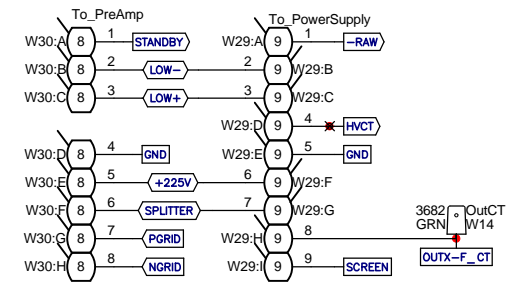 To_PreAmp To_PowerSupply
W30:A 8 1 STANDBY W29:A 9 1 -RAW
W30:B 8 2 LOW- 2 9 W29:B
W30:C 8 3 LOW+ 3 9 W29:C
W29:D 9 4 HVCT
W30:D 8 4 GND W29:E 9 5 GND
W30:E 8 5 +225V 6 9 W29:F
W30:F 8 6 SPLITTER 7 9 W29:G
3682 OutCT
GRN W14
W30:G 8 7 PGRID W29:H 9 8
OUTX-F_CT
W30:H 8 8 NGRID W29:I 9 9 SCREEN